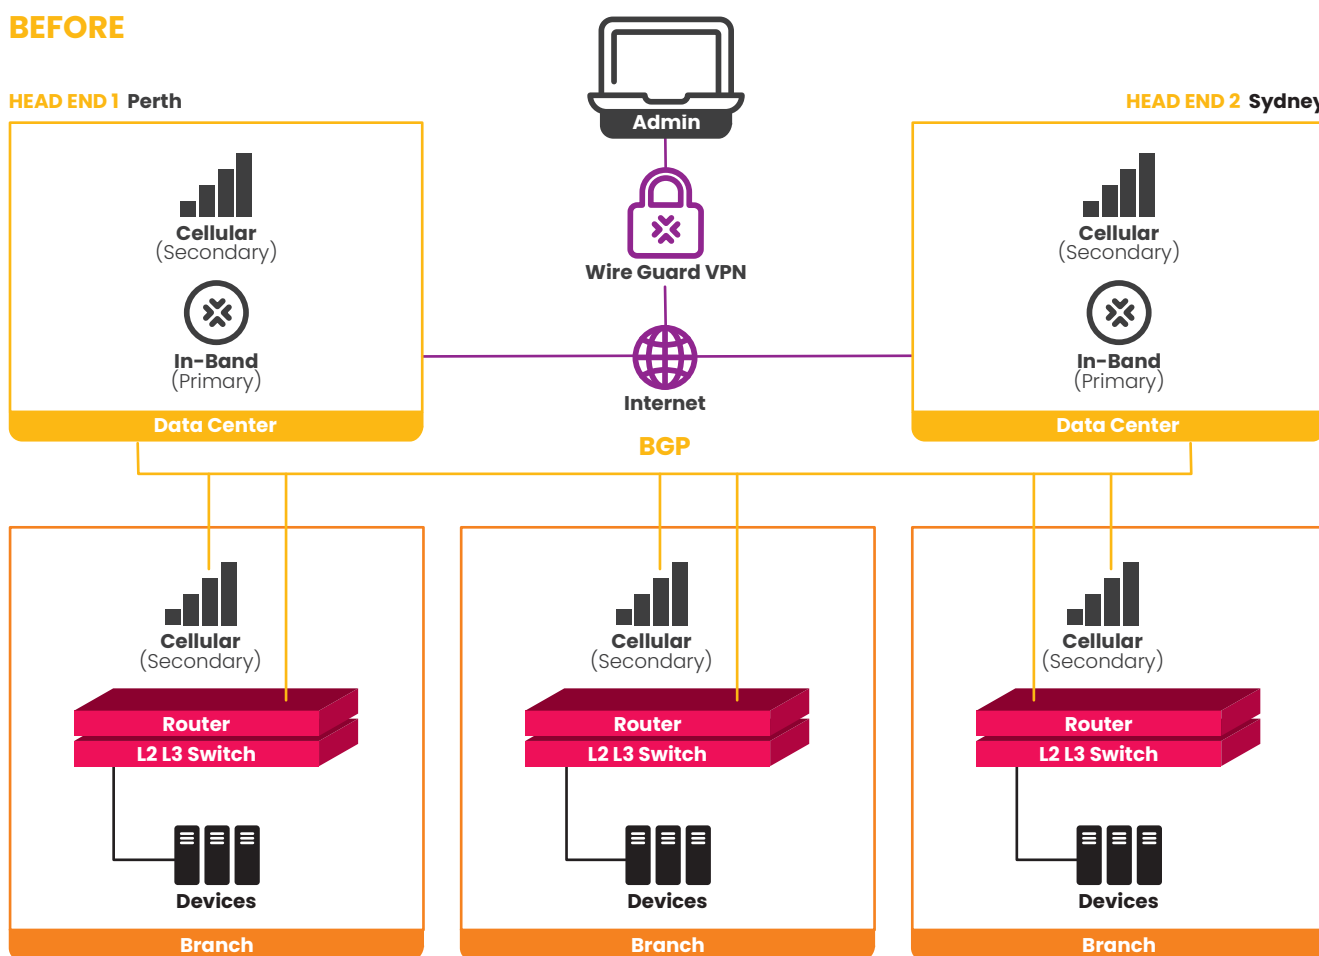 BEFORE
HEAD END 1 Perth
Admin
HEAD END 2 Sydney
Cellular
(Secondary)
In-Band
(Primary)
Data Center
Wire Guard VPN
Internet
Cellular
(Secondary)
In-Band
(Primary)
Data Center
BGP
Cellular
(Secondary)
Router
L2 L3 Switch
Devices
Branch
Cellular
(Secondary)
Router
L2 L3 Switch
Devices
Branch
Cellular
(Secondary)
Router
L2 L3 Switch
Devices
Branch